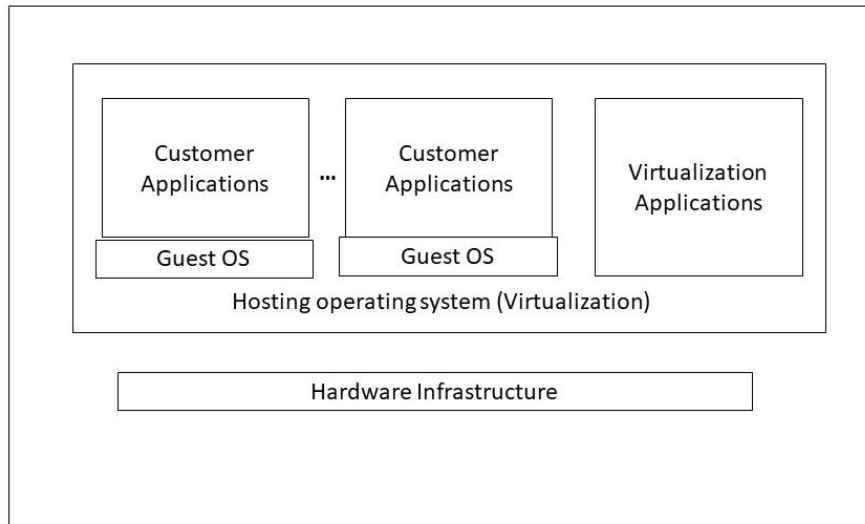 Customer
Applications
...
Customer
Applications
Virtualization
Applications
Guest OS
Guest OS
Hosting operating system (Virtualization)
Hardware Infrastructure